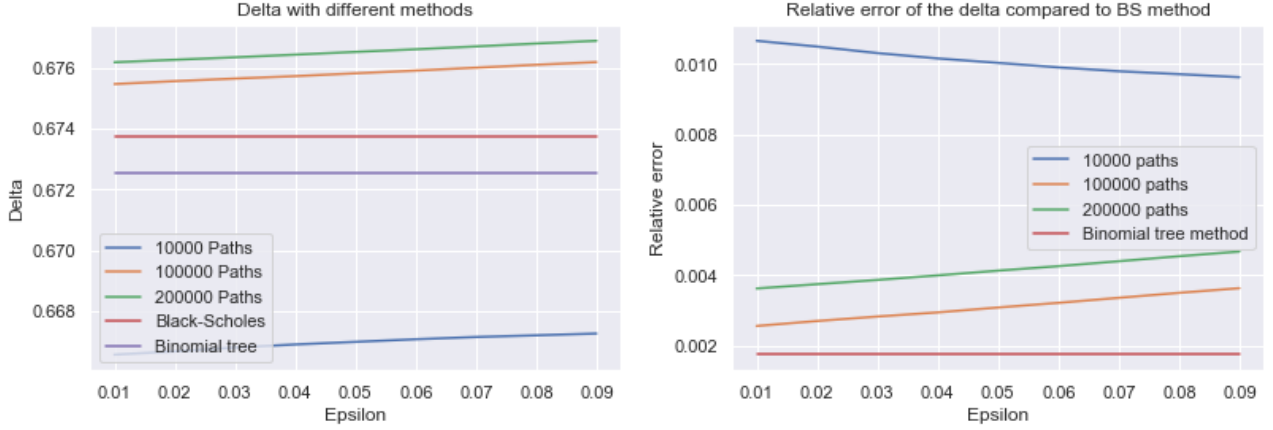 Delta with different methods
Delta
0.676
0.674
0.672
0.670
0.668
10000 Paths
100000 Paths
200000 Paths
Black-Scholes
Binomial tree
0.01 0.02 0.03 0.04 0.05 0.06 0.07 0.08 0.09
Epsilon
Relative error of the delta compared to BS method
Relative error
0.010
0.008
0.006
0.004
0.002
10000 paths
100000 paths
200000 paths
Binomial tree method
0.01 0.02 0.03 0.04 0.05 0.06 0.07 0.08 0.09
Epsilon